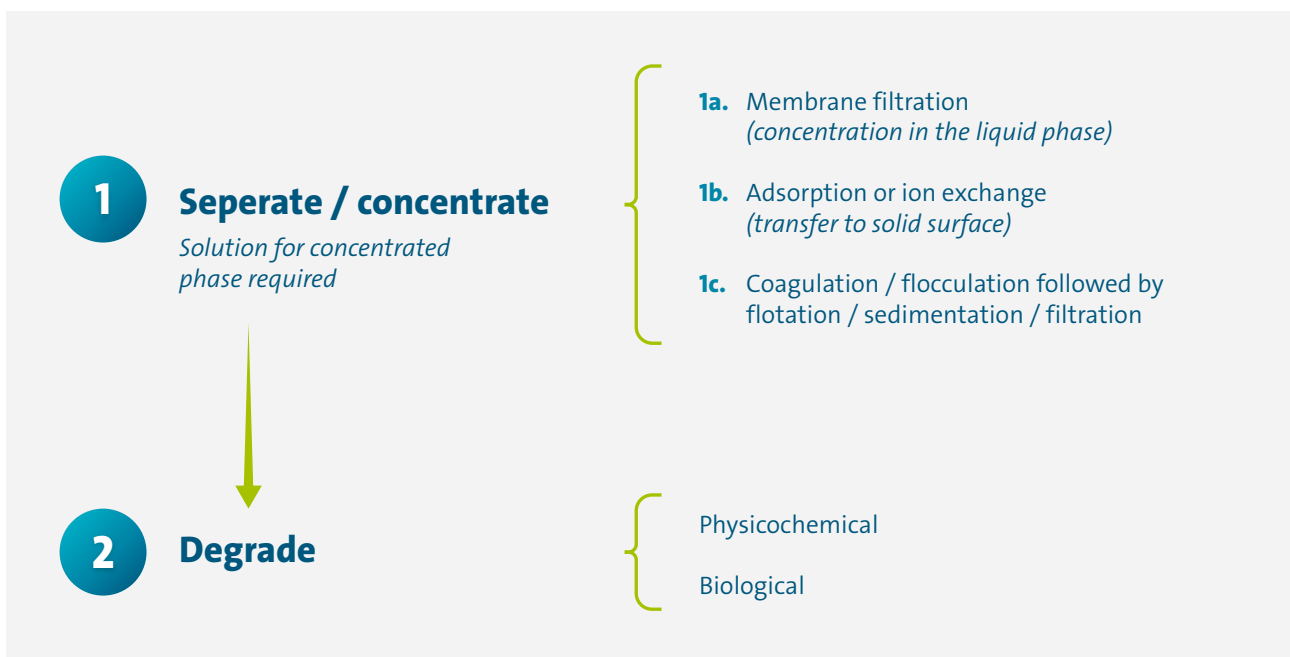 1
Seperate / concentrate
Solution for concentrated
phase required
1a. Membrane filtration
(concentration in the liquid phase)
1b. Adsorption or ion exchange
(transfer to solid surface)
1c. Coagulation / flocculation followed by
flotation / sedimentation / filtration
2
Degrade
Physicochemical
Biological